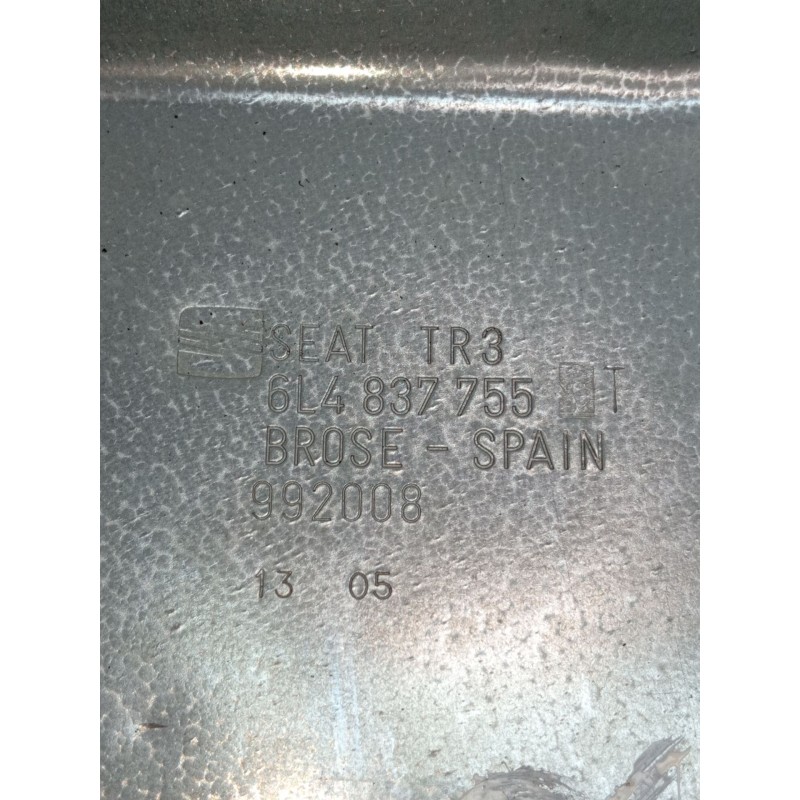 SEAT TR3
6L4 837 755 T
BROSE - SPAIN
992008
13 05